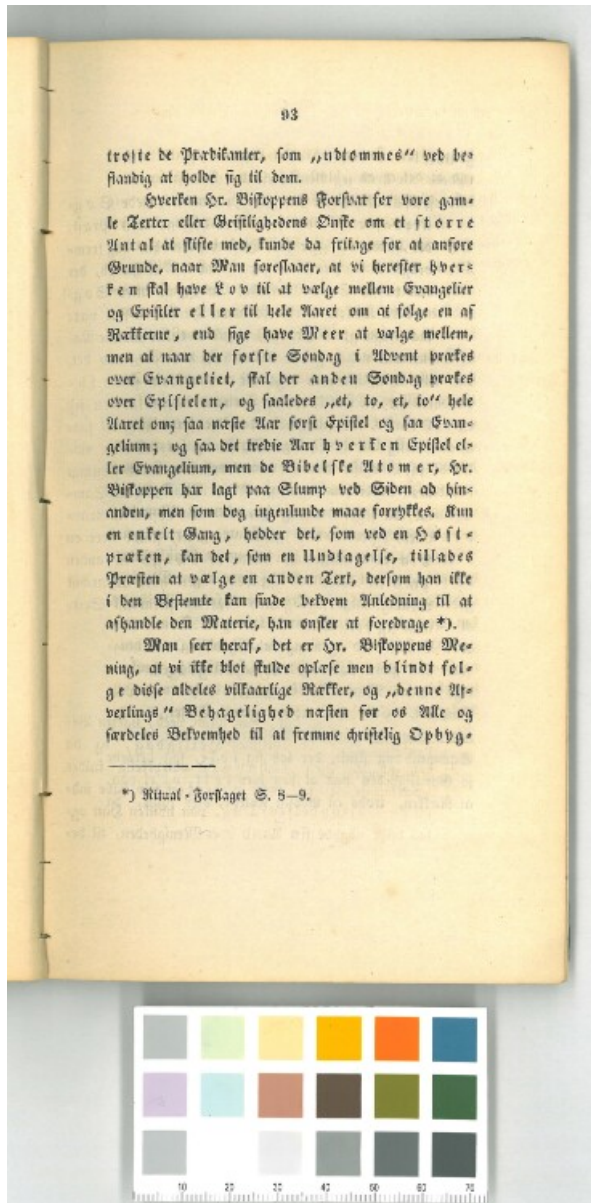 93
trøste de Prædikanter, som „udtømmes“ ved be-
standig at holde sig til dem.
Hverken Hr. Biskoppens Forsvar for vore gam-
le Texter eller Geistlighedens Ønske om et større
Antal at skifte med, kunde da fritage for at anføre
Grunde, naar Man foreslaaer, at vi herefter hver-
ken skal have Lov til at vælge mellem Evangelier
og Epistler eller til hele Aaret om at følge en af
Rækkerne, end sige have Meer at vælge mellem,
men at naar der første Søndag i Advent prækes
over Evangeliet, skal der anden Søndag prækes
over Epistelen, og saaledes „et, to, et, to“ hele
Aaret om; saa næste Aar først Epistel og saa Evan-
gelium; og saa det tredie Aar hverken Epistel el-
ler Evangelium, men de Bibelske Atomer, Hr.
Biskoppen har lagt paa Slump ved Siden ad hin-
anden, men som dog ingenlunde maae forrykkes. Kun
en enkelt Gang, hedder det, som ved en Høst-
præken, kan det, som en Undtagelse, tillades
Præsten at vælge en anden Text, dersom han ikke
i den Bestemte kan finde bekvem Anledning til at
afhandle den Materie, han ønsker at foredrage *).
Man seer heraf, det er Hr. Biskoppens Me-
ning, at vi ikke blot skulde oplæse men blindt føl-
ge disse aldeles vilkaarlige Rækker, og „denne Af-
vexlings“ Behagelighed næsten for os Alle og
særdeles Bekvemhed til at fremme christelig Opbyg-
*) Ritual-Forslaget S. 8—9.
10 20 30 40 50 60 70